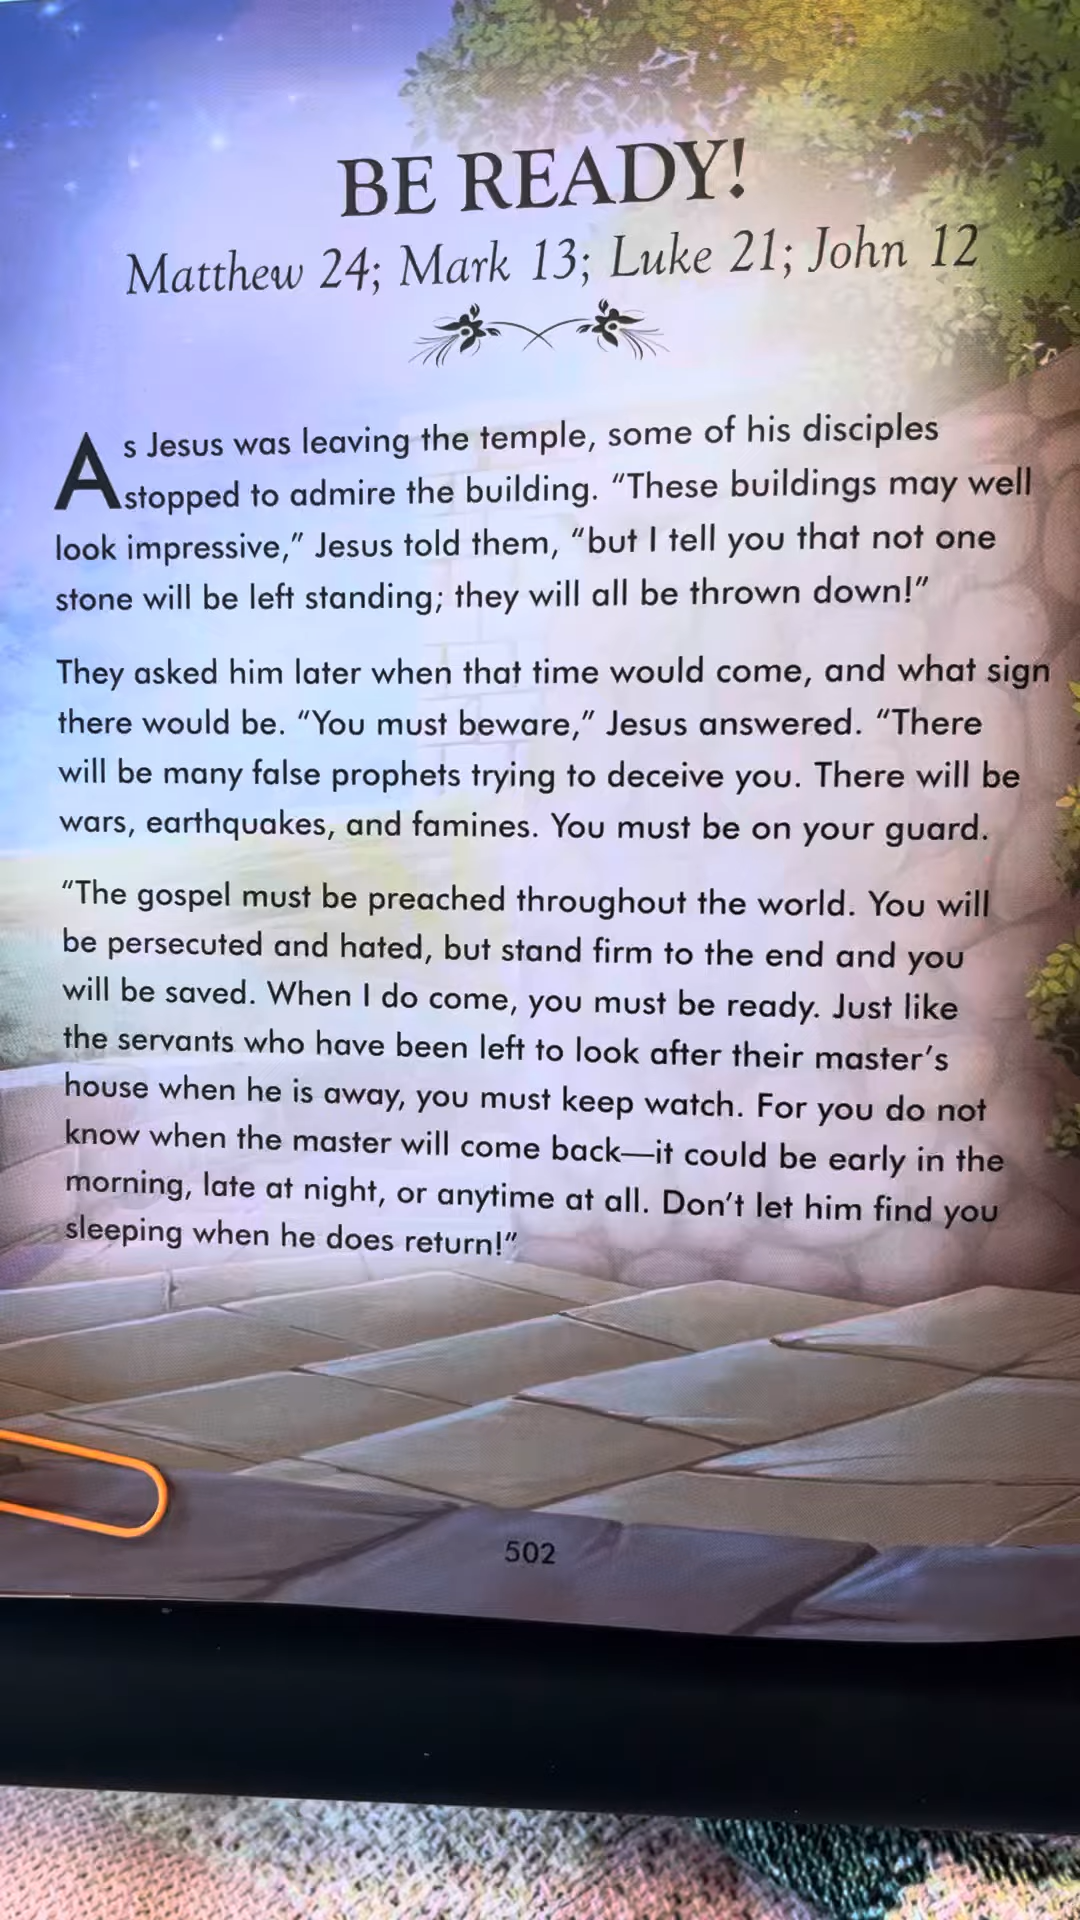 BE READY!
Matthew 24; Mark 13; Luke 21; John 12
As Jesus was leaving the temple, some of his disciples
stopped to admire the building. “These buildings may well
look impressive,” Jesus told them, “but I tell you that not one
stone will be left standing; they will all be thrown down!”
They asked him later when that time would come, and what sign
there would be. “You must beware,” Jesus answered. “There
will be many false prophets trying to deceive you. There will be
wars, earthquakes, and famines. You must be on your guard.
“The gospel must be preached throughout the world. You will
be persecuted and hated, but stand firm to the end and you
will be saved. When I do come, you must be ready. Just like
the servants who have been left to look after their master’s
house when he is away, you must keep watch. For you do not
know when the master will come back—it could be early in the
morning, late at night, or anytime at all. Don’t let him find you
sleeping when he does return!”
502